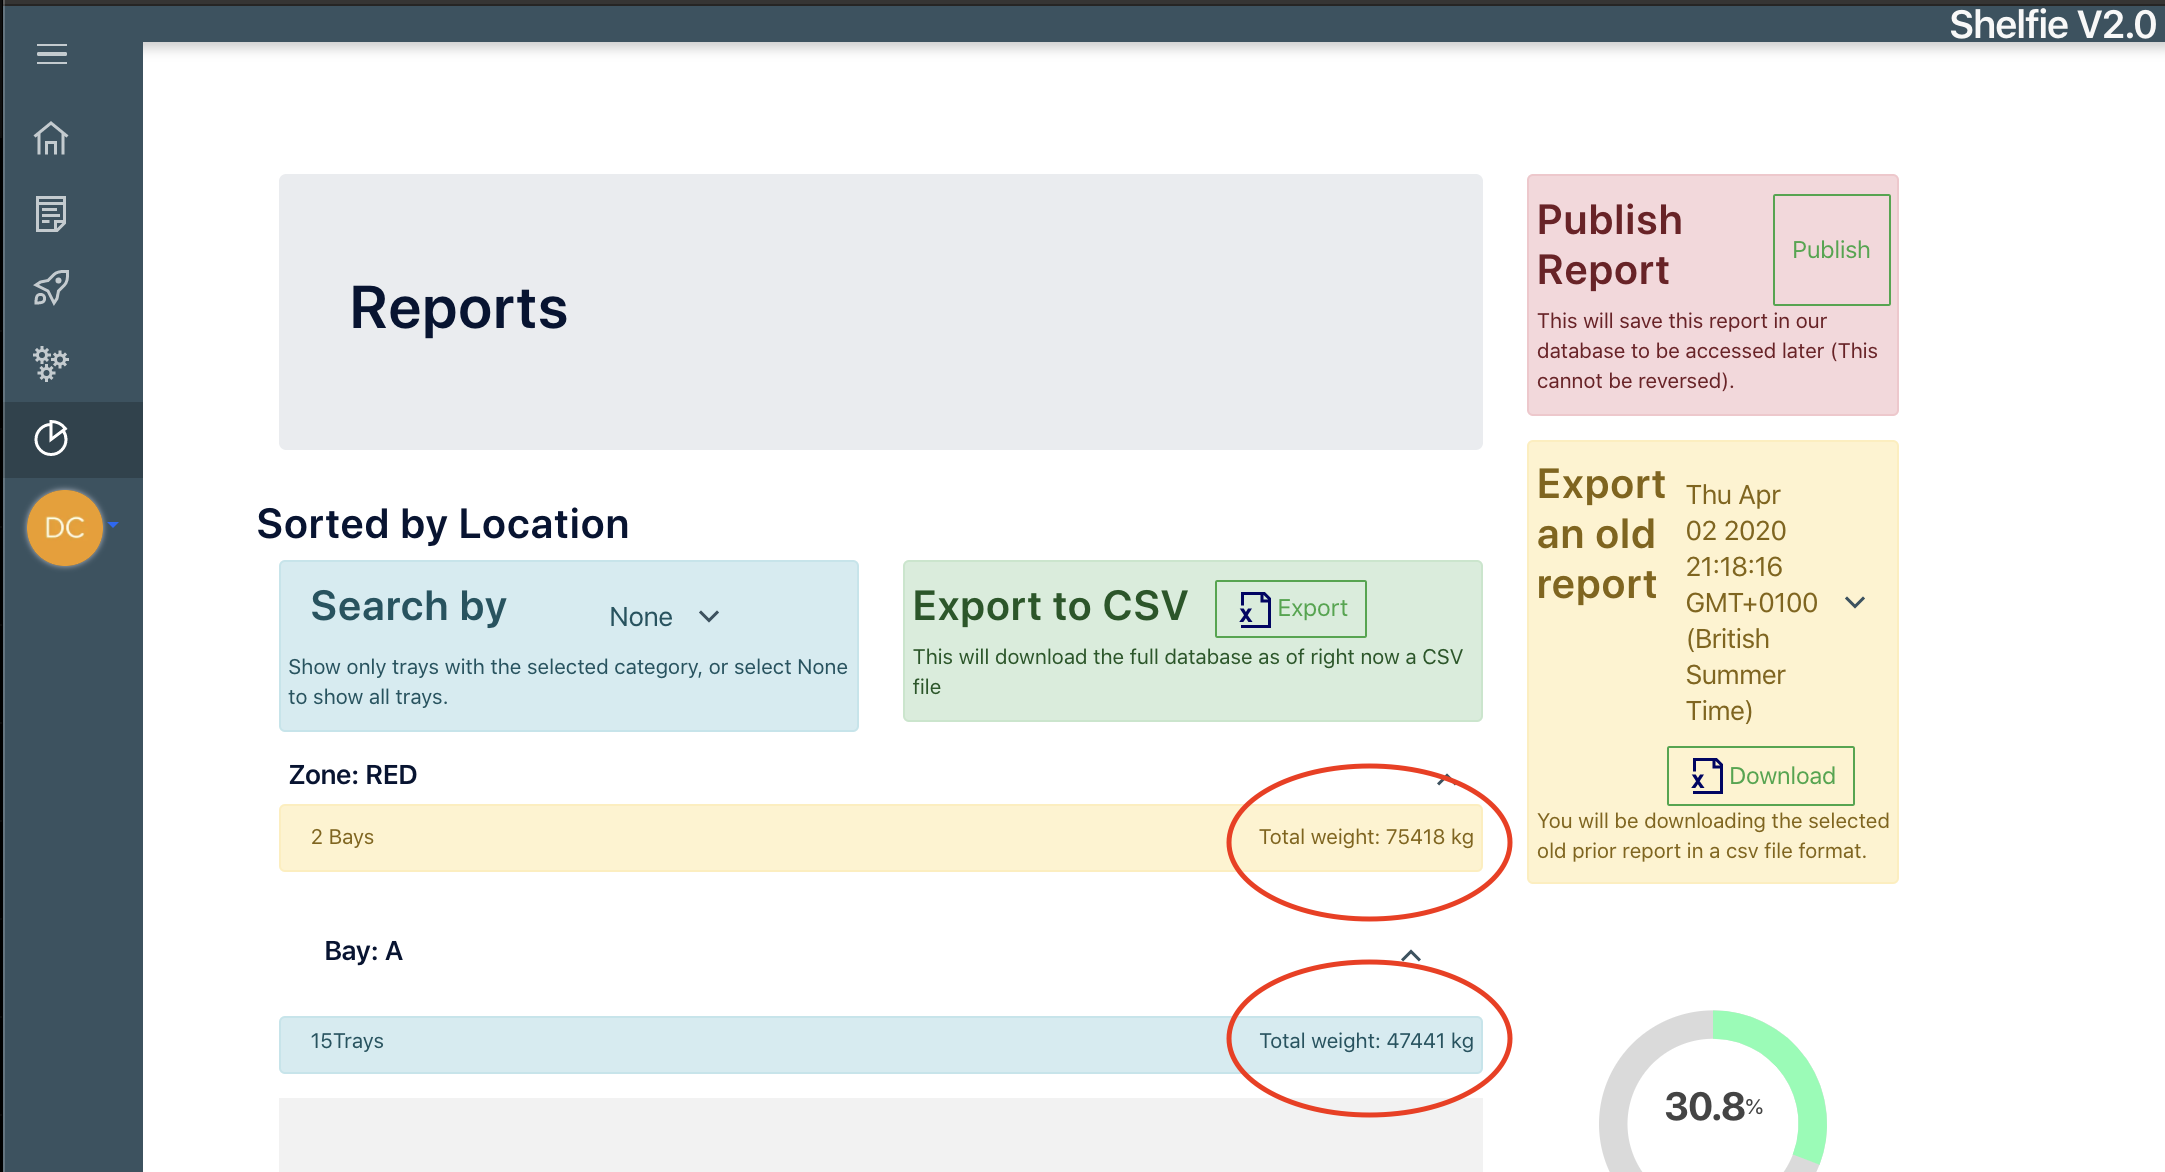 Shelfie V2.0
DC
Reports
Publish
Report
Publish
This will save this report in our
database to be accessed later (This
cannot be reversed).
Export
an old
report
Thu Apr
02 2020
21:18:16
GMT+0100
(British
Summer
Time)
x Download
You will be downloading the selected
old prior report in a csv file format.
Sorted by Location
Search by
None
Show only trays with the selected category, or select None
to show all trays.
Export to CSV
x Export
This will download the full database as of right now a CSV
file
Zone: RED
2 Bays
Total weight: 75418 kg
Bay: A
15Trays
Total weight: 47441 kg
30.8%